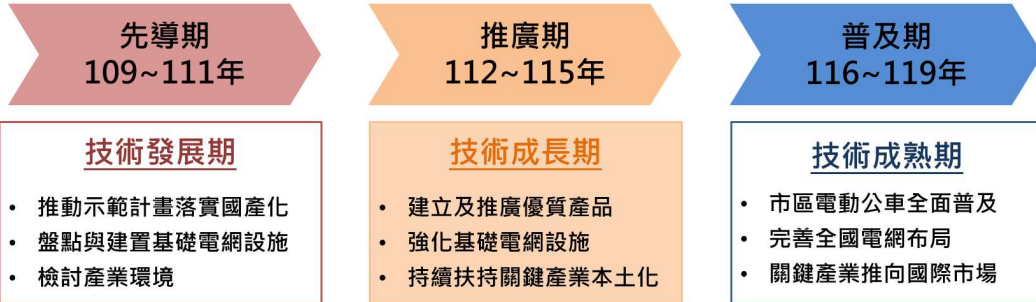 先導期
109~111年
推廣期
112~115年
普及期
116~119年
技術發展期
• 推動示範計畫落實國產化
• 盤點與建置基礎電網設施
• 檢討產業環境
技術成長期
• 建立及推廣優質產品
• 強化基礎電網設施
• 持續扶持關鍵產業本土化
技術成熟期
• 市區電動公車全面普及
• 完善全國電網布局
• 關鍵產業推向國際市場